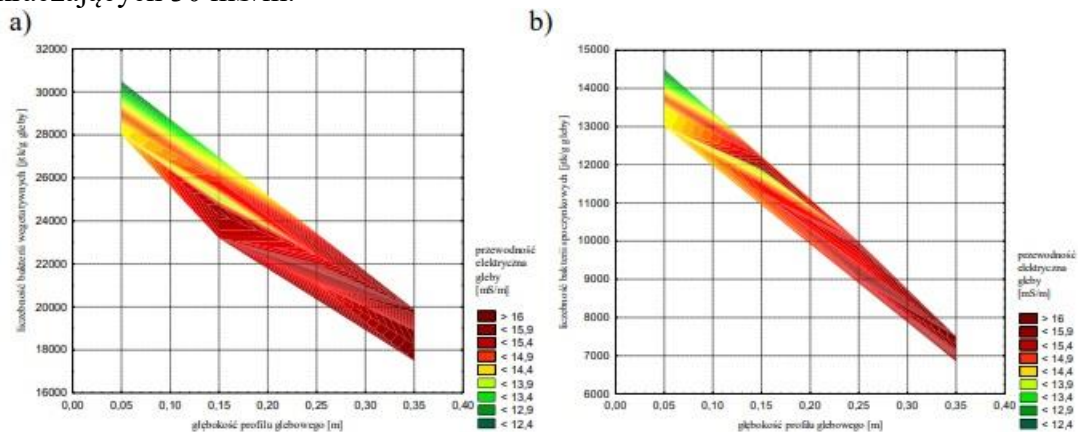 a)
32000
30000
28000
26000
24000
22000
20000
18000
16000
0,00 0,05 0,10 0,15 0,20 0,25 0,30 0,35 0,40
liczebność bakterii wegetatywnych [jtk/g gleby]
głębokość profilu glebowego [m]
przewodność
elektryczna
gleby
[mS/m]
> 16
< 15,9
< 15,4
< 14,9
< 14,4
< 13,9
< 13,4
< 12,9
< 12,4
b)
15000
14000
13000
12000
11000
10000
9000
8000
7000
6000
0,00 0,05 0,10 0,15 0,20 0,25 0,30 0,35 0,40
liczebność bakterii spoczynkowych [jtk/g gleby]
głębokość profilu glebowego [m]
przewodność
elektryczna
gleby
[mS/m]
> 16
< 15,9
< 15,4
< 14,9
< 14,4
< 13,9
< 13,4
< 12,9
< 12,4